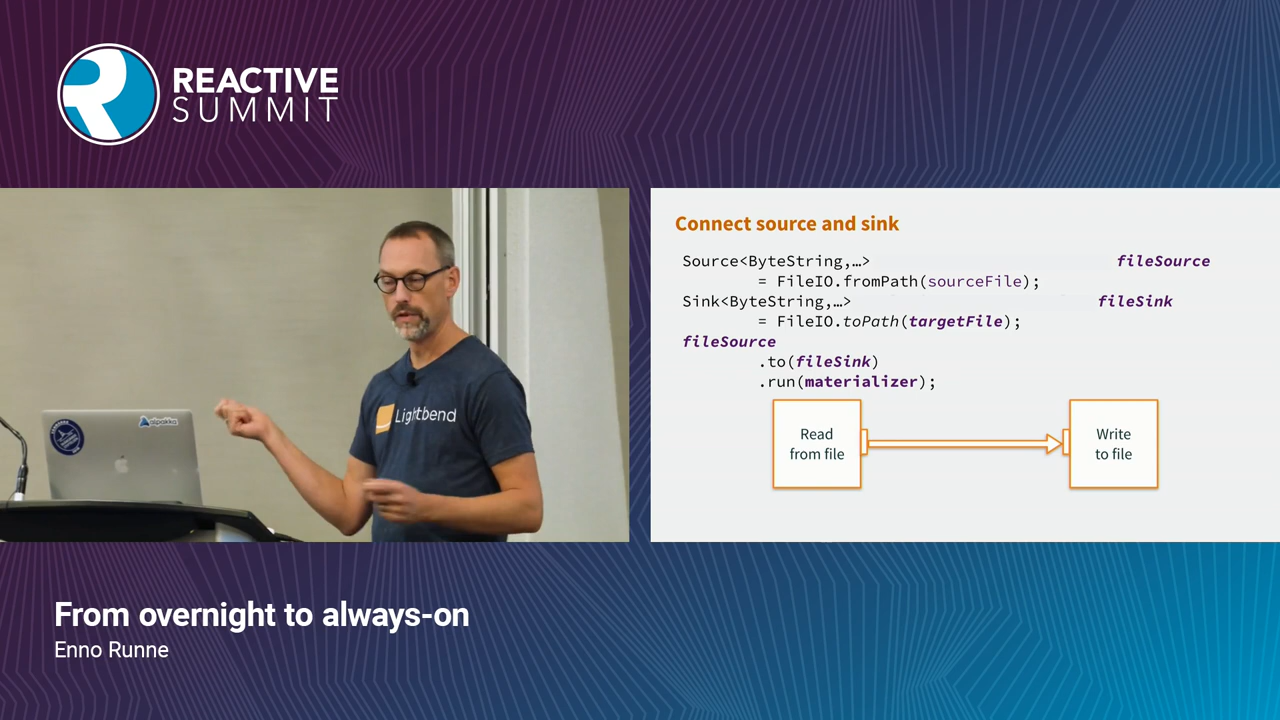 REACTIVE
SUMMIT
Connect source and sink
Source<ByteString,…> fileSource
= FileIO.fromPath(sourceFile);
Sink<ByteString,…> fileSink
= FileIO.toPath(targetFile);
fileSource
.to(fileSink)
.run(materializer);
Read
from file
Write
to file
Lightbend
alpakka
From overnight to always-on
Enno Runne